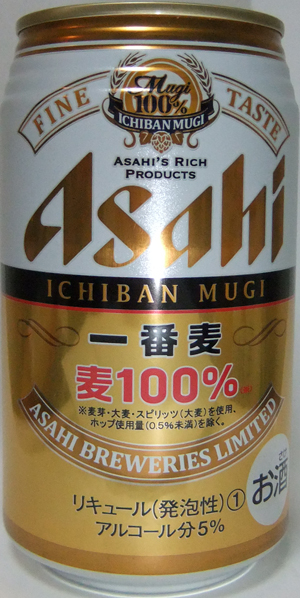 Mugi
100%
ICHIBAN MUGI
FINE TASTE
ASAHI'S RICH
PRODUCTS
Asahi
ICHIBAN MUGI
一番麦
麦100%
※麦芽・大麦・スピリッツ(大麦)を使用、
ホップ使用量(0.5%未満)を除く。
ASAHI BREWERIES LIMITED
お酒
リキュール(発泡性)①
アルコール分5%